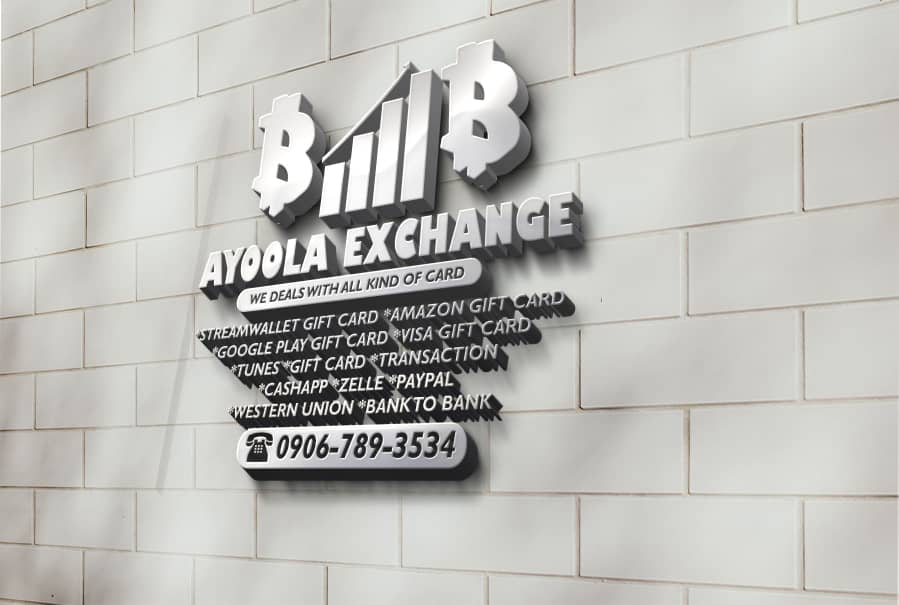 AYOOLA EXCHANGE
WE DEALS WITH ALL KIND OF CARD
*STREAMWALLET GIFT CARD *AMAZON GIFT CARD
*GOOGLE PLAY GIFT CARD *VISA GIFT CARD
*TUNES *GIFT CARD *TRANSACTION
*CASHAPP *ZELLE *PAYPAL
*WESTERN UNION *BANK TO BANK
0906-789-3534